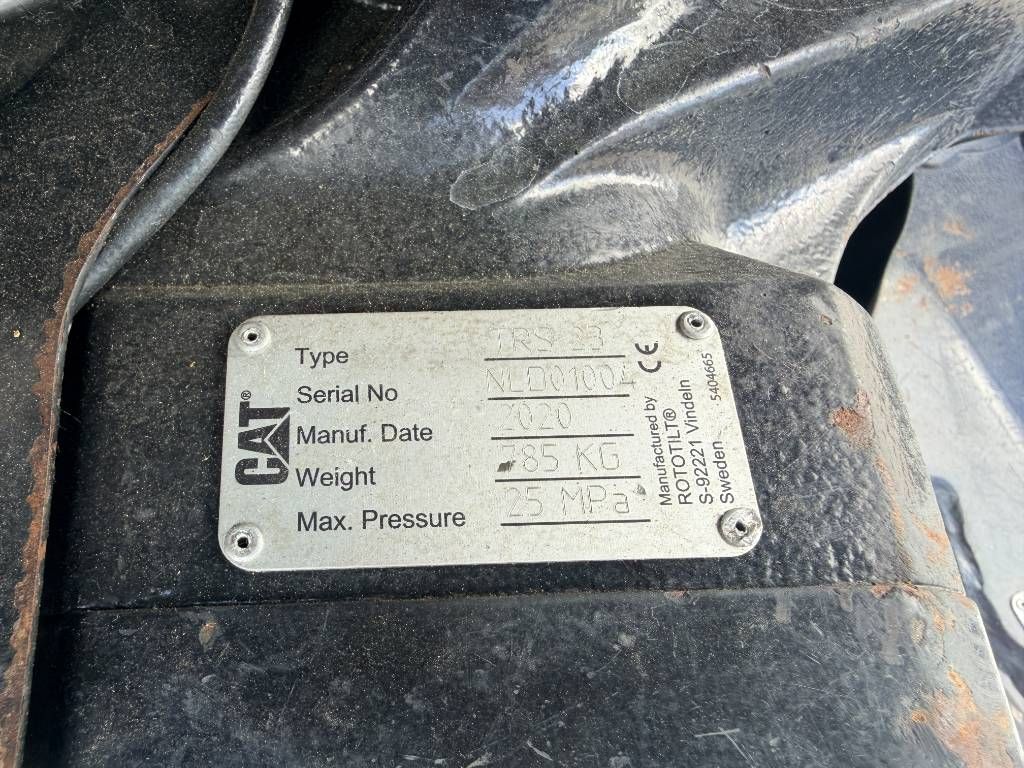 CAT®
Type TRS 23
Serial No NLD01004
Manuf. Date 2020
Weight 785 KG
Max. Pressure 25 MPa
CE
Manufactured by
ROTOTILT®
S-92221 Vindeln
Sweden
5404665